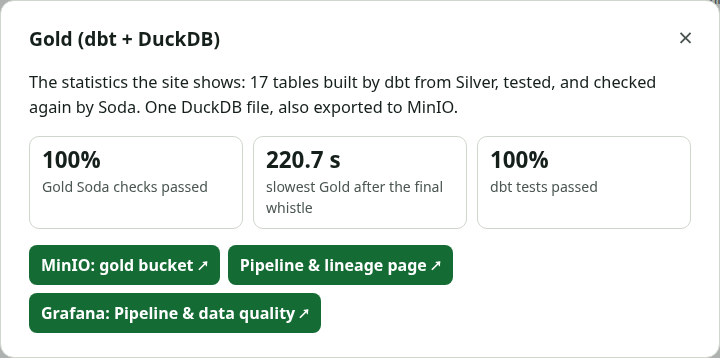 Gold (dbt + DuckDB)
×
The statistics the site shows: 17 tables built by dbt from Silver, tested, and checked
again by Soda. One DuckDB file, also exported to MinIO.
100%
Gold Soda checks passed
220.7 s
slowest Gold after the final
whistle
100%
dbt tests passed
MinIO: gold bucket ↗
Pipeline & lineage page ↗
Grafana: Pipeline & data quality ↗